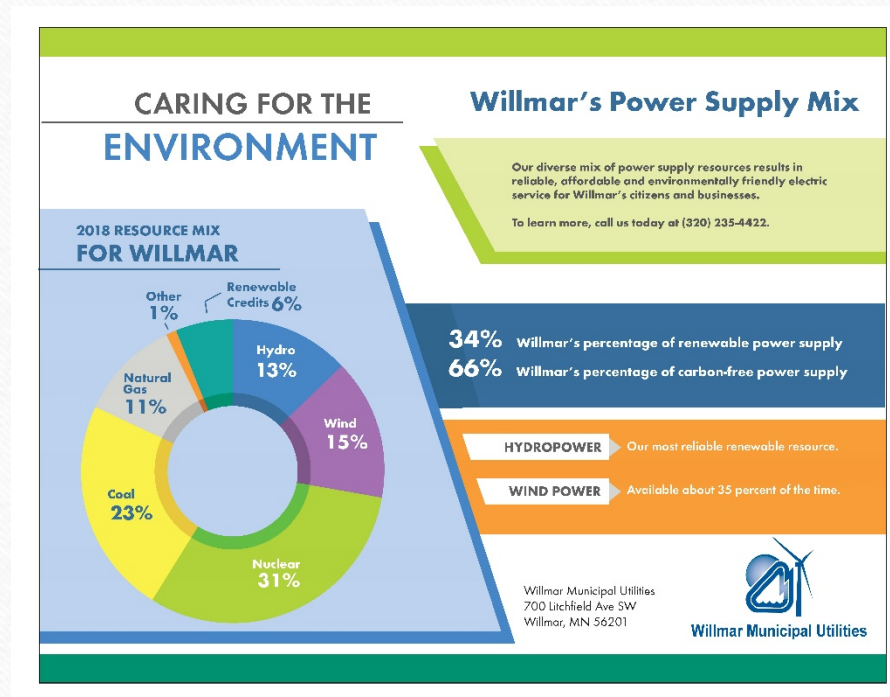 CARING FOR THE
ENVIRONMENT
Willmar's Power Supply Mix
Our diverse mix of power supply resources results in
reliable, affordable and environmentally friendly electric
service for Willmar's citizens and businesses.
To learn more, call us today at (320) 235-4422.
2018 RESOURCE MIX
FOR WILLMAR
Other
1%
Renewable
Credits 6%
Hydro
13%
Wind
15%
Nuclear
31%
Coal
23%
Natural
Gas
11%
34% Willmar's percentage of renewable power supply
66% Willmar's percentage of carbon-free power supply
HYDROPOWER Our most reliable renewable resource.
WIND POWER Available about 35 percent of the time.
Willmar Municipal Utilities
700 Litchfield Ave SW
Willmar, MN 56201
Willmar Municipal Utilities